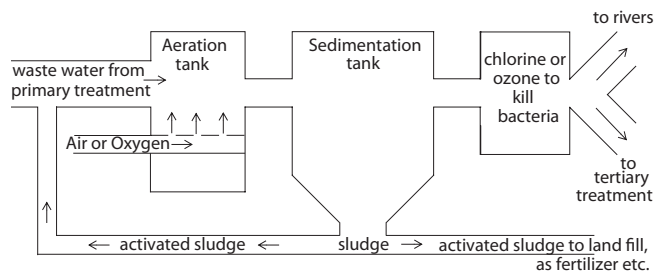 to rivers
Aeration
tank
Sedimentation
tank
chlorine or
ozone to
kill
bacteria
waste water from
primary treatment
Air or Oxygen
to
tertiary
treatment
activated sludge
sludge
activated sludge to land fill,
as fertilizer etc.